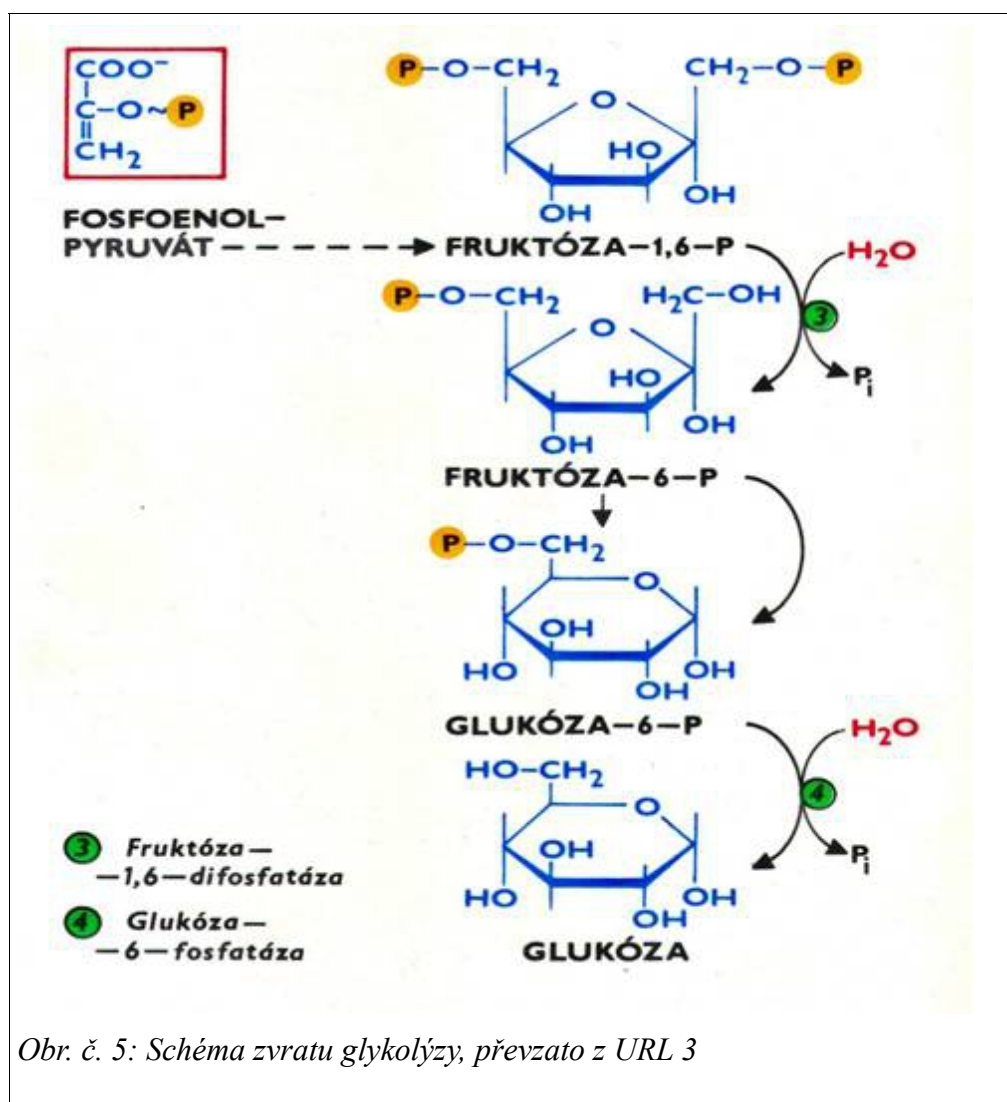 COO⁻
C–O~P
CH₂
FOSFOENOL–
PYRUVÁT
P–O–CH₂
CH₂–O–P
O
HO
OH
OH
FRUKTÓZA–1,6–P
H₂O
3
Pᵢ
P–O–CH₂
H₂C–OH
O
HO
OH
OH
FRUKTÓZA–6–P
P–O–CH₂
O
OH
HO
OH
OH
GLUKÓZA–6–P
H₂O
4
Pᵢ
HO–CH₂
O
OH
HO
OH
OH
GLUKÓZA
3 Fruktóza–
–1,6–difosfatáza
4 Glukóza–
–6–fosfatáza
Obr. č. 5: Schéma zvratu glykolýzy, převzato z URL 3